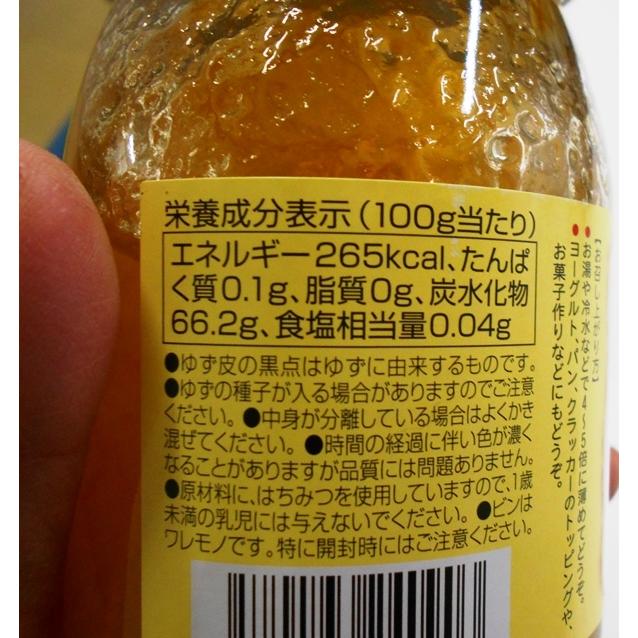 栄養成分表示(100g当たり)
エネルギー265kcal、たんぱ
く質0.1g、脂質0g、炭水化物
66.2g、食塩相当量0.04g
●ゆず皮の黒点はゆずに由来するものです。
●ゆずの種子が入る場合がありますのでご注意
ください。●中身が分離している場合はよくかき
混ぜてください。●時間の経過に伴い色が濃く
なることがありますが品質には問題ありません。
●原材料に、はちみつを使用していますので、1歳
未満の乳児には与えないでください。●ビンは
ワレモノです。特に開封時にはご注意ください。
【お召し上がり方】
●お湯や冷水などで4〜5倍に薄めてどうぞ。
●ヨーグルト、パン、クラッカーのトッピングや、
お菓子作りなどにもどうぞ。